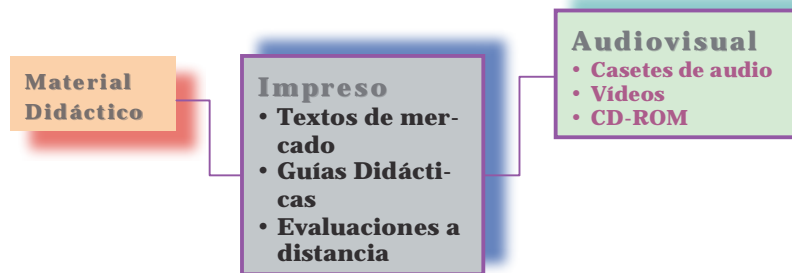 Material
Didáctico
Impreso
• Textos de mer-
cado
• Guías Didácti-
cas
• Evaluaciones a
distancia
Audiovisual
• Casetes de audio
• Vídeos
• CD-ROM